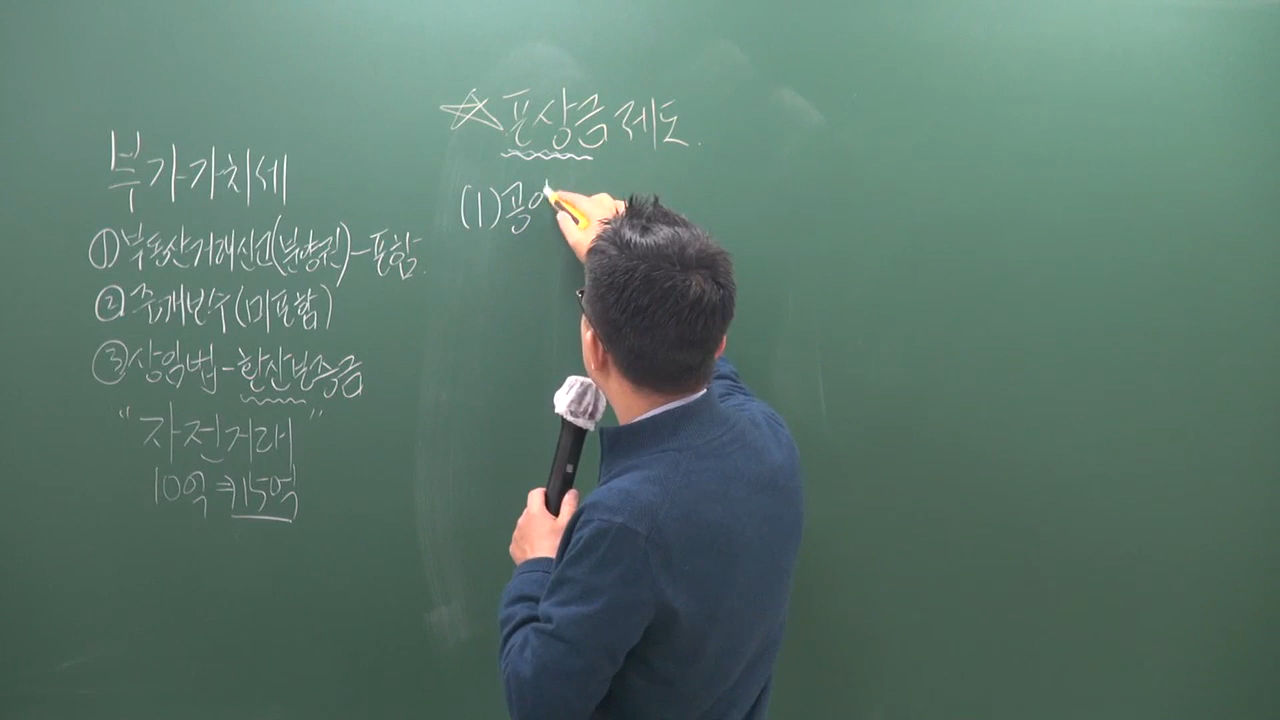 부가가치세
① 부동산거래신고(분양권)-포함.
② 중개보수(미포함)
③ 상임법-환산보증금
"자전거래"
10억⇒15억
☆포상금제도.
(1)공이